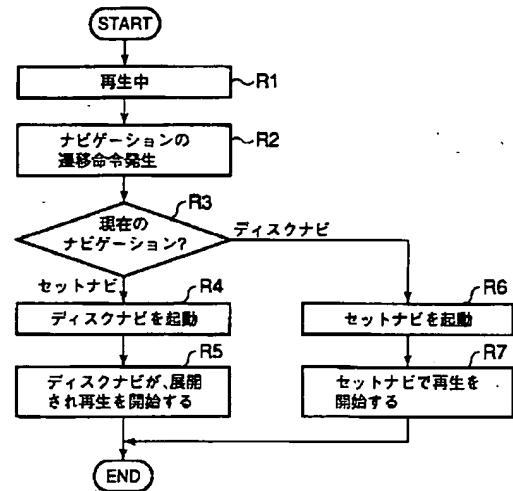 START
再生中
R1
ナビゲーションの
遷移命令発生
R2
R3
現在の
ナビゲーション?
ディスクナビ
セットナビ
R4
ディスクナビを起動
R6
セットナビを起動
R5
ディスクナビが、展開
され再生を開始する
R7
セットナビで再生を
開始する
END